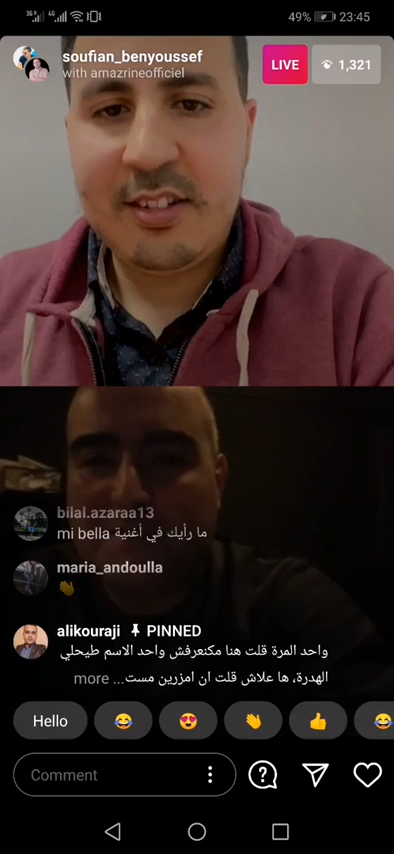 3G
4G
49%
23:45
soufian_benyoussef
with amazrineofficiel
LIVE
1,321
bilal.azaraa13
ما رأيك في أغنية mi bella
maria_andoulla
👋
alikouraji PINNED
واحد المرة قلت هنا مكنعرفش واحد الاسم طيحلي
الهدرة، ها علاش قلت ان امزرين مست... more
Hello 😂 😍 👋 👍 😂
Comment